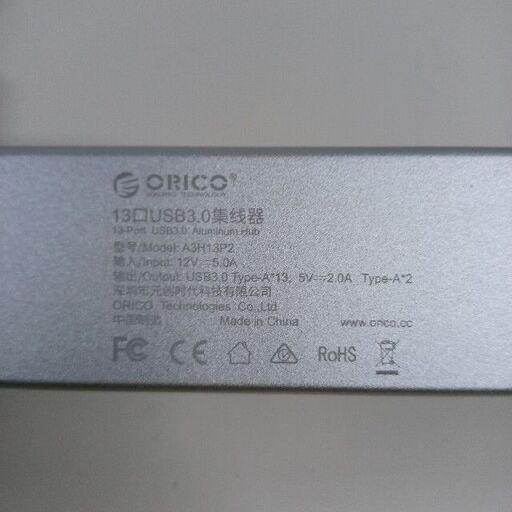 ORICO®
13口USB3.0集线器
13-Port USB3.0 Aluminum Hub
型号/Model: A3H13P2
输入/Input: 12V⎓5.0A
输出/Output: USB3.0 Type-A*13, 5V⎓2.0A Type-A*2
深圳市元创时代科技有限公司
ORICO Technologies Co.,Ltd
中国制造 Made in China www.orico.cc
FC CE RoHS